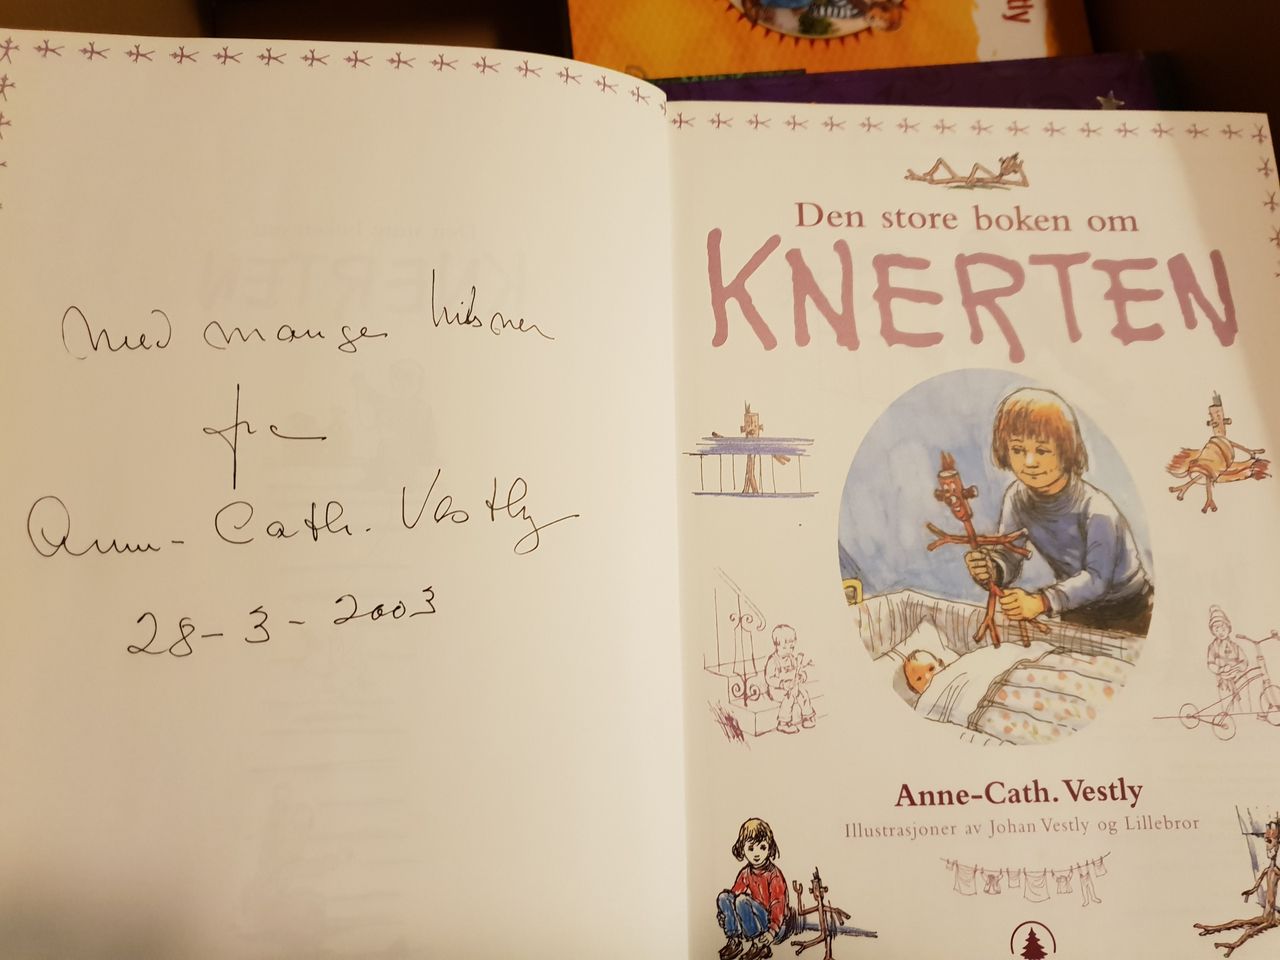 Med mange hilsner
fra
Anne-Cath. Vestly
28-3-2003
Den store boken om
KNERTEN
Anne-Cath. Vestly
Illustrasjoner av Johan Vestly og Lillebror